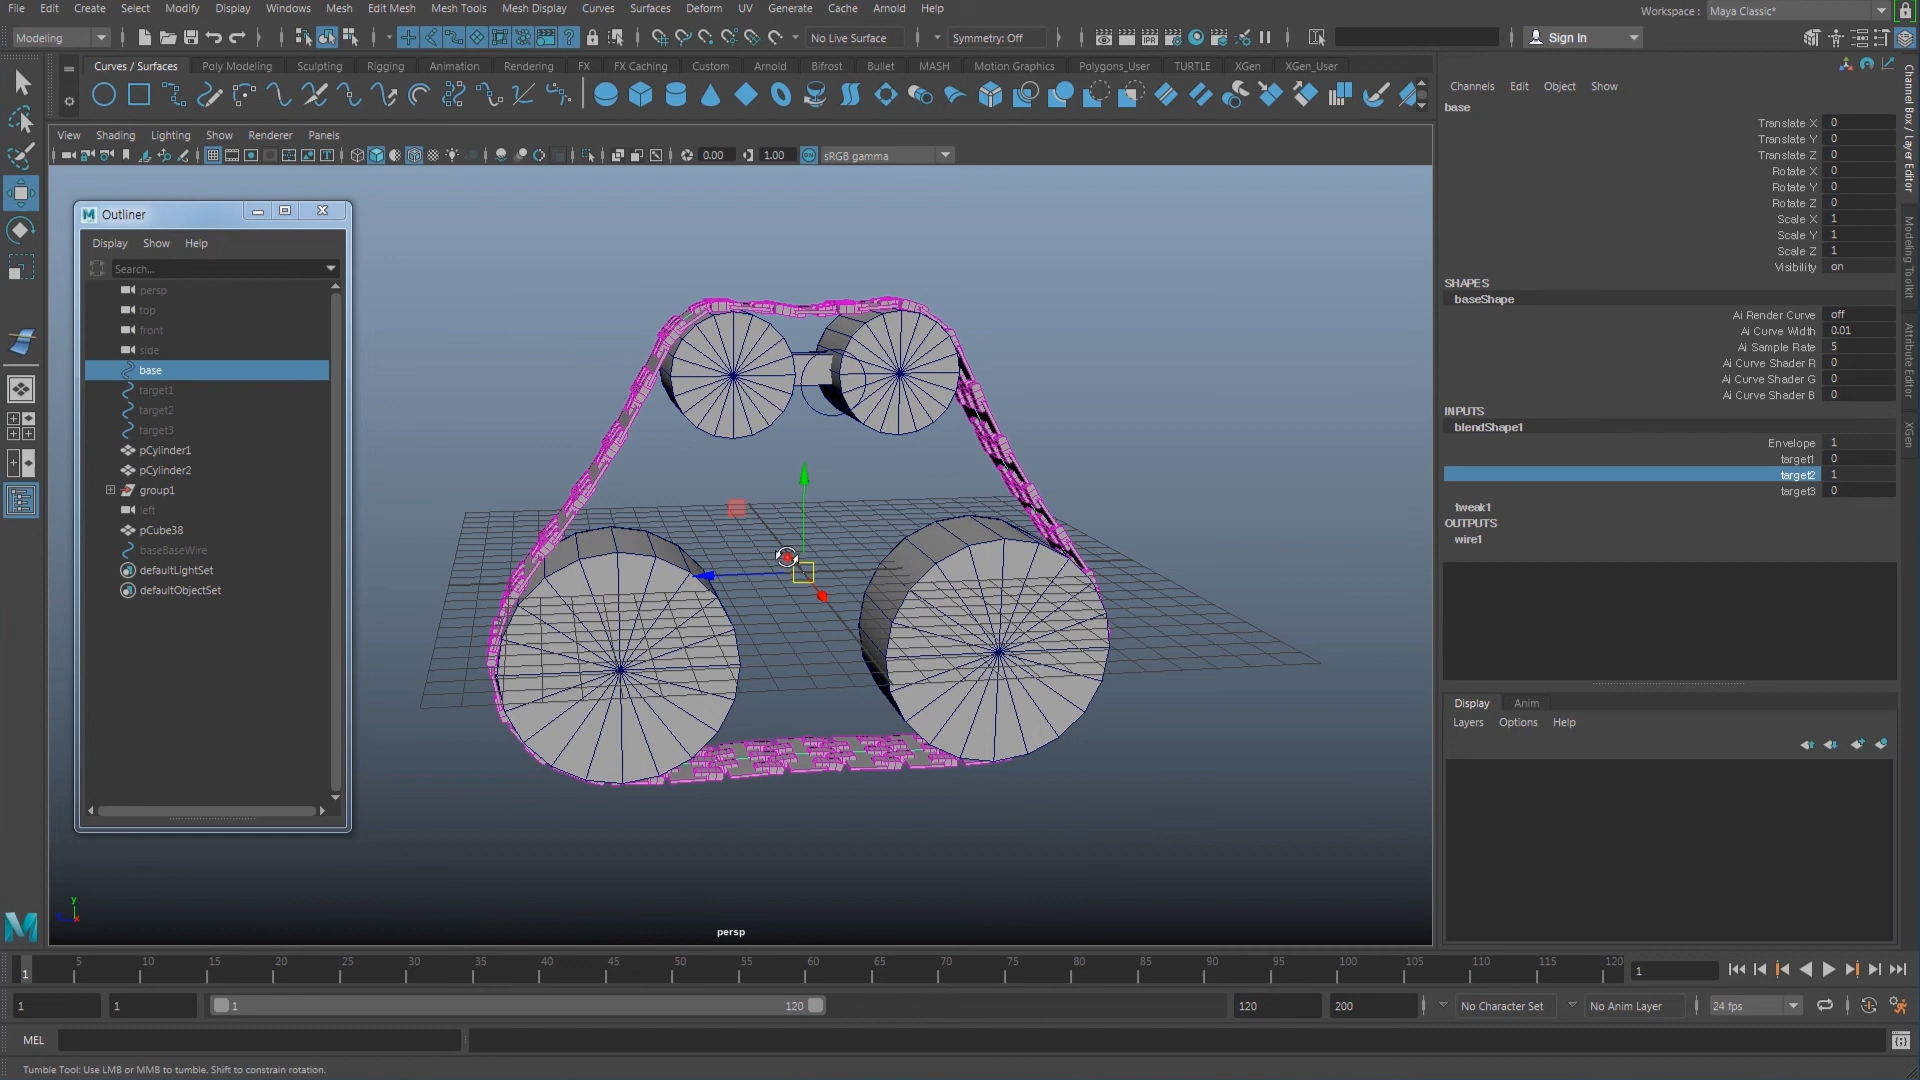 File Edit Create Select Modify Display Windows Mesh Edit Mesh Mesh Tools Mesh Display Curves Surfaces Deform UV Generate Cache Arnold Help
Workspace : Maya Classic*
Modeling
No Live Surface
Symmetry: Off
Sign In
Curves / Surfaces Poly Modeling Sculpting Rigging Animation Rendering FX FX Caching Custom Arnold Bifrost Bullet MASH Motion Graphics Polygons_User TURTLE XGen XGen_User
View Shading Lighting Show Renderer Panels
0.00 1.00 sRGB gamma
Outliner
Display Show Help
Search...
persp
top
front
side
base
target1
target2
target3
pCylinder1
pCylinder2
group1
left
pCube38
baseBaseWire
defaultLightSet
defaultObjectSet
persp
Channels Edit Object Show
base
Translate X 0
Translate Y 0
Translate Z 0
Rotate X 0
Rotate Y 0
Rotate Z 0
Scale X 1
Scale Y 1
Scale Z 1
Visibility on
SHAPES
baseShape
Ai Render Curve off
Ai Curve Width 0.01
Ai Sample Rate 5
Ai Curve Shader R 0
Ai Curve Shader G 0
Ai Curve Shader B 0
INPUTS
blendShape1
Envelope 1
target1 0
target2 1
target3 0
tweak1
OUTPUTS
wire1
Display Anim
Layers Options Help
Channel Box / Layer Editor
Modeling Toolkit
Attribute Editor
XGen
1 5 10 15 20 25 30 35 40 45 50 55 60 65 70 75 80 85 90 95 100 105 110 115 120
1
1 1 1 120 120 200 No Character Set No Anim Layer 24 fps
MEL
Tumble Tool: Use LMB or MMB to tumble. Shift to constrain rotation.